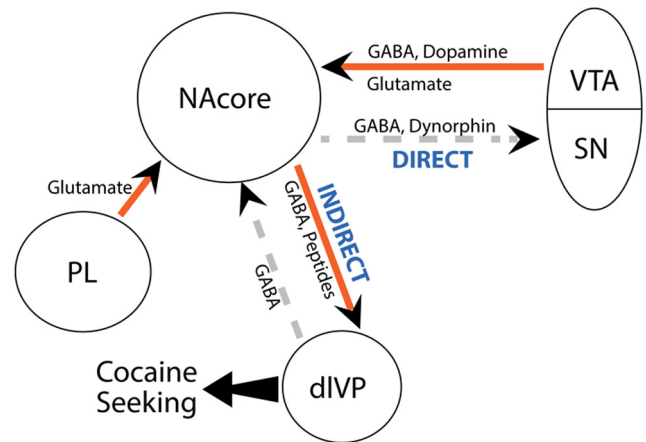 GABA, Dopamine
Glutamate
VTA
SN
NAcore
GABA, Dynorphin
DIRECT
Glutamate
INDIRECT
GABA, Peptides
GABA
PL
dlVP
Cocaine
Seeking